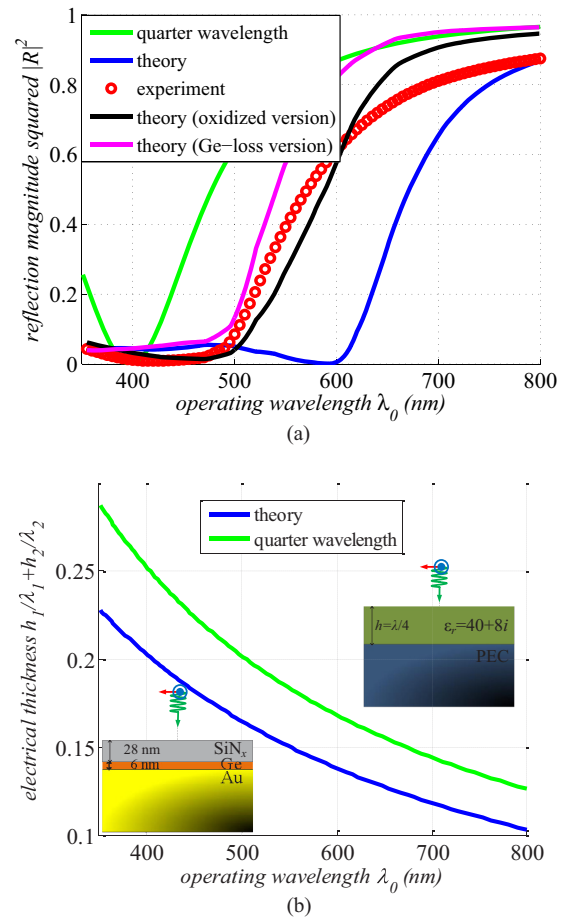 reflection magnitude squared |R|²
1
0.8
0.6
0.4
0.2
0
quarter wavelength
theory
experiment
theory (oxidized version)
theory (Ge−loss version)
400 500 600 700 800
operating wavelength λ₀ (nm)
(a)
electrical thickness h₁/λ₁+h₂/λ₂
0.25
0.2
0.15
0.1
theory
quarter wavelength
h=λ/4
εᵣ=40+8i
PEC
28 nm
SiNₓ
6 nm
Ge
Au
400 500 600 700 800
operating wavelength λ₀ (nm)
(b)